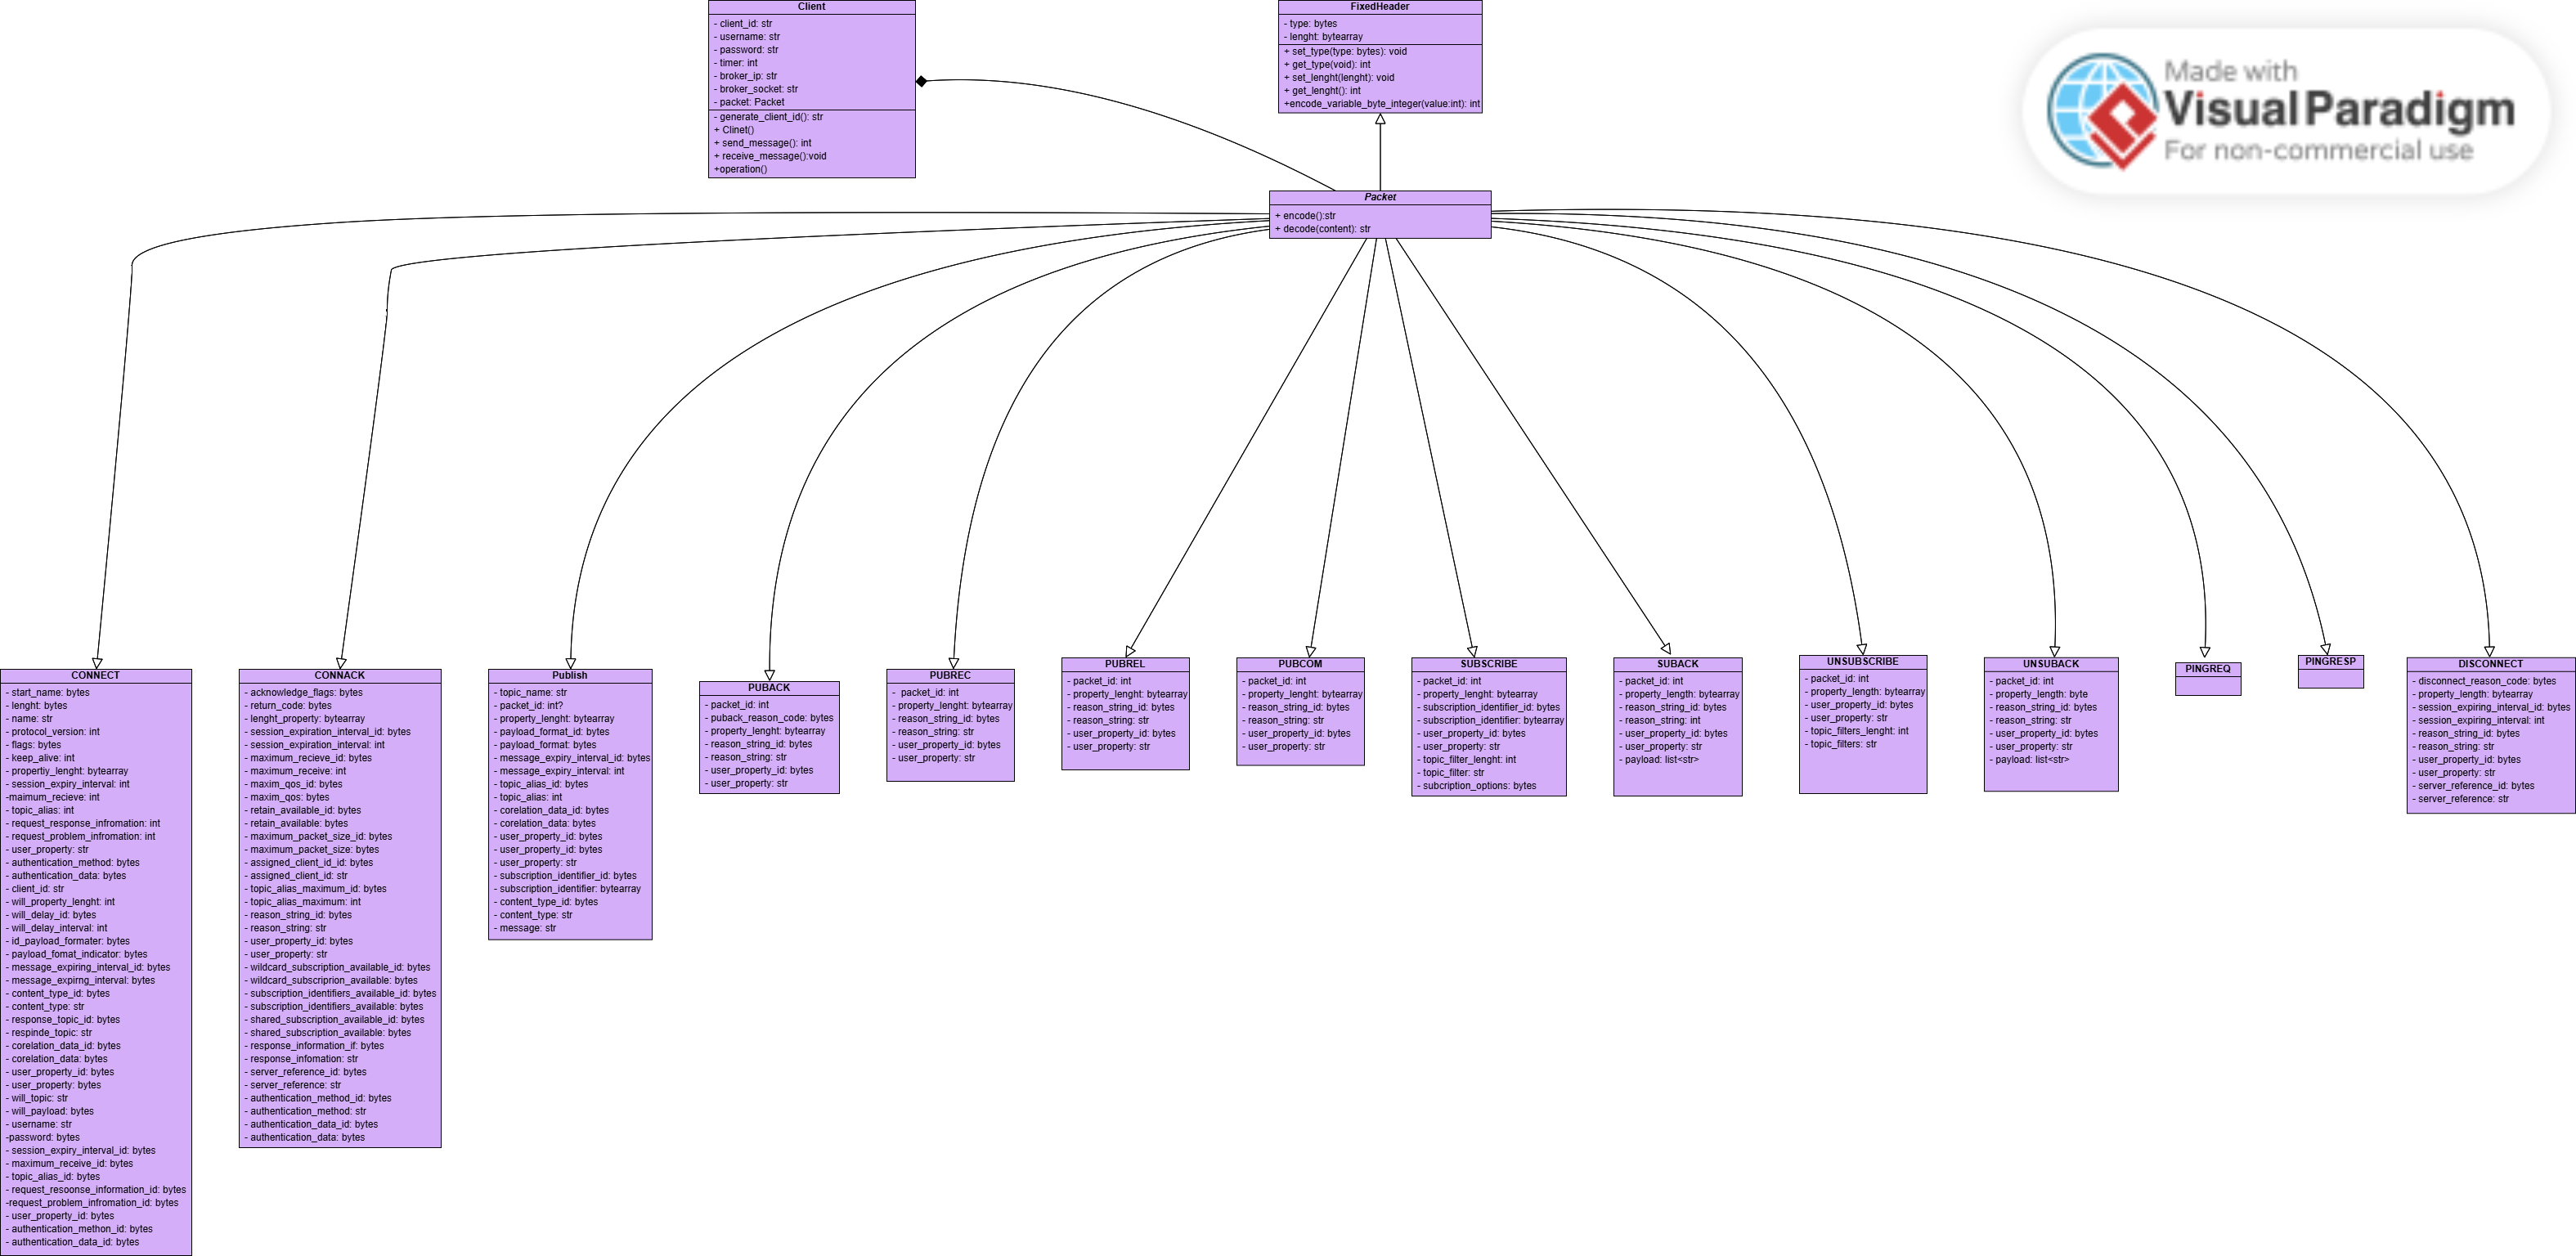 Client
- client_id: str
- username: str
- password: str
- timer: int
- broker_ip: str
- broker_socket: str
- packet: Packet
- generate_client_id(): str
+ Clinet()
+ send_message(): int
+ receive_message():void
+operation()
FixedHeader
- type: bytes
- lenght: bytearray
+ set_type(type: bytes): void
+ get_type(void): int
+ set_lenght(lenght): void
+ get_lenght(): int
+encode_variable_byte_integer(value:int): int
Made with
Visual Paradigm
For non-commercial use
Packet
+ encode():str
+ decode(content): str
CONNECT
- start_name: bytes
- lenght: bytes
- name: str
- protocol_version: int
- flags: bytes
- keep_alive: int
- propertiy_lenght: bytearray
- session_expiry_interval: int
-maimum_recieve: int
- topic_alias: int
- request_response_infromation: int
- request_problem_infromation: int
- user_property: str
- authentication_method: bytes
- authentication_data: bytes
- client_id: str
- will_property_lenght: int
- will_delay_id: bytes
- will_delay_interval: int
- id_payload_formater: bytes
- payload_fomat_indicator: bytes
- message_expiring_interval_id: bytes
- message_expirng_interval: bytes
- content_type_id: bytes
- content_type: str
- response_topic_id: bytes
- respinde_topic: str
- corelation_data_id: bytes
- corelation_data: bytes
- user_property_id: bytes
- user_property: bytes
- will_topic: str
- will_payload: bytes
- username: str
-password: bytes
- session_expiry_interval_id: bytes
- maximum_receive_id: bytes
- topic_alias_id: bytes
- request_resoonse_information_id: bytes
-request_problem_infromation_id: bytes
- user_property_id: bytes
- authentication_methon_id: bytes
- authentication_data_id: bytes
CONNACK
- acknowledge_flags: bytes
- return_code: bytes
- lenght_property: bytearray
- session_expiration_interval_id: bytes
- session_expiration_interval: int
- maximum_recieve_id: bytes
- maximum_receive: int
- maxim_qos_id: bytes
- maxim_qos: bytes
- retain_available_id: bytes
- retain_available: bytes
- maximum_packet_size_id: bytes
- maximum_packet_size: bytes
- assigned_client_id_id: bytes
- assigned_client_id: str
- topic_alias_maximum_id: bytes
- topic_alias_maximum: int
- reason_string_id: bytes
- reason_string: str
- user_property_id: bytes
- user_property: str
- wildcard_subscription_available_id: bytes
- wildcard_subscriprion_available: bytes
- subscription_identifiers_available_id: bytes
- subscription_identifiers_available: bytes
- shared_subscription_available_id: bytes
- shared_subscription_available: bytes
- response_information_if: bytes
- response_infomation: str
- server_reference_id: bytes
- server_reference: str
- authentication_method_id: bytes
- authentication_method: str
- authentication_data_id: bytes
- authentication_data: bytes
Publish
- topic_name: str
- packet_id: int?
- property_lenght: bytearray
- payload_format_id: bytes
- payload_format: bytes
- message_expiry_interval_id: bytes
- message_expiry_interval: int
- topic_alias_id: bytes
- topic_alias: int
- corelation_data_id: bytes
- corelation_data: bytes
- user_property_id: bytes
- user_property_id: bytes
- user_property: str
- subscription_identifier_id: bytes
- subscription_identifier: bytearray
- content_type_id: bytes
- content_type: str
- message: str
PUBACK
- packet_id: int
- puback_reason_code: bytes
- property_lenght: bytearray
- reason_string_id: bytes
- reason_string: str
- user_property_id: bytes
- user_property: str
PUBREC
- packet_id: int
- property_lenght: bytearray
- reason_string_id: bytes
- reason_string: str
- user_property_id: bytes
- user_property: str
PUBREL
- packet_id: int
- property_lenght: bytearray
- reason_string_id: bytes
- reason_string: str
- user_property_id: bytes
- user_property: str
PUBCOM
- packet_id: int
- property_lenght: bytearray
- reason_string_id: bytes
- reason_string: str
- user_property_id: bytes
- user_property: str
SUBSCRIBE
- packet_id: int
- property_lenght: bytearray
- subscription_identifier_id: bytes
- subscription_identifier: bytearray
- user_property_id: bytes
- user_property: str
- topic_filter_lenght: int
- topic_filter: str
- subcription_options: bytes
SUBACK
- packet_id: int
- property_length: bytearray
- reason_string_id: bytes
- reason_string: int
- user_property_id: bytes
- user_property: str
- payload: list<str>
UNSUBSCRIBE
- packet_id: int
- property_length: bytearray
- user_property_id: bytes
- user_property: str
- topic_filters_lenght: int
- topic_filters: str
UNSUBACK
- packet_id: int
- property_length: byte
- reason_string_id: bytes
- reason_string: str
- user_property_id: bytes
- user_property: str
- payload: list<str>
PINGREQ
PINGRESP
DISCONNECT
- disconnect_reason_code: bytes
- property_length: bytearray
- session_expiring_interval_id: bytes
- session_expiring_interval: int
- reason_string_id: bytes
- reason_string: str
- user_property_id: bytes
- user_property: str
- server_reference_id: bytes
- server_reference: str